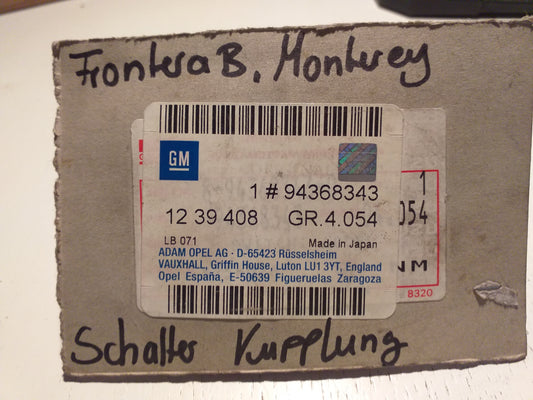 Frontera B. Monterey
GM
1 # 94368343
1
12 39 408 GR.4.054
054
LB 071 Made in Japan
ADAM OPEL AG · D-65423 Rüsselsheim
VAUXHALL, Griffin House, Luton LU1 3YT, England
Opel España, E-50639 Figueruelas Zaragoza
NM
8320
Schalter Kupplung